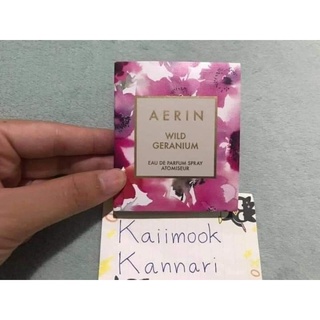 AERIN
WILD
GERANIUM
EAU DE PARFUM SPRAY
ATOMISEUR
Kaiimook
Kannari